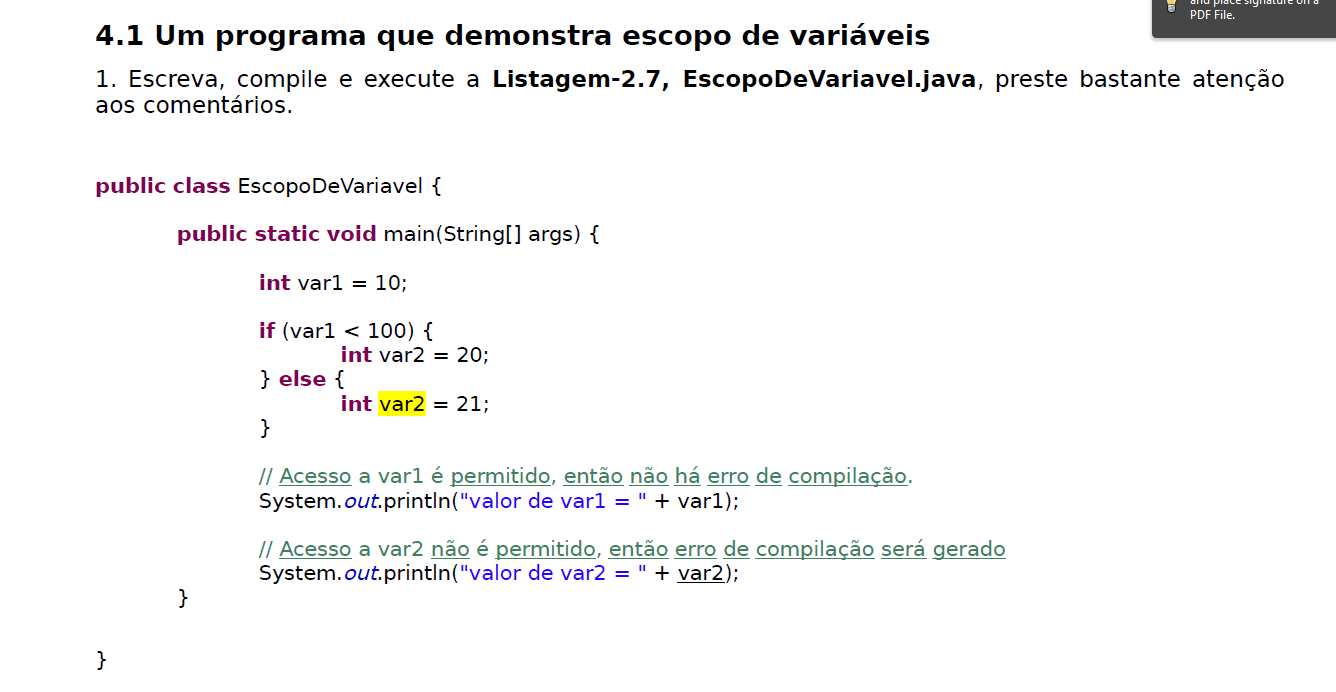 and place signature on a
PDF File.
4.1 Um programa que demonstra escopo de variáveis
1. Escreva, compile e execute a Listagem-2.7, EscopoDeVariavel.java, preste bastante atenção
aos comentários.
public class EscopoDeVariavel {
public static void main(String[] args) {
int var1 = 10;
if (var1 < 100) {
int var2 = 20;
} else {
int var2 = 21;
}
// Acesso a var1 é permitido, então não há erro de compilação.
System.out.println("valor de var1 = " + var1);
// Acesso a var2 não é permitido, então erro de compilação será gerado
System.out.println("valor de var2 = " + var2);
}
}